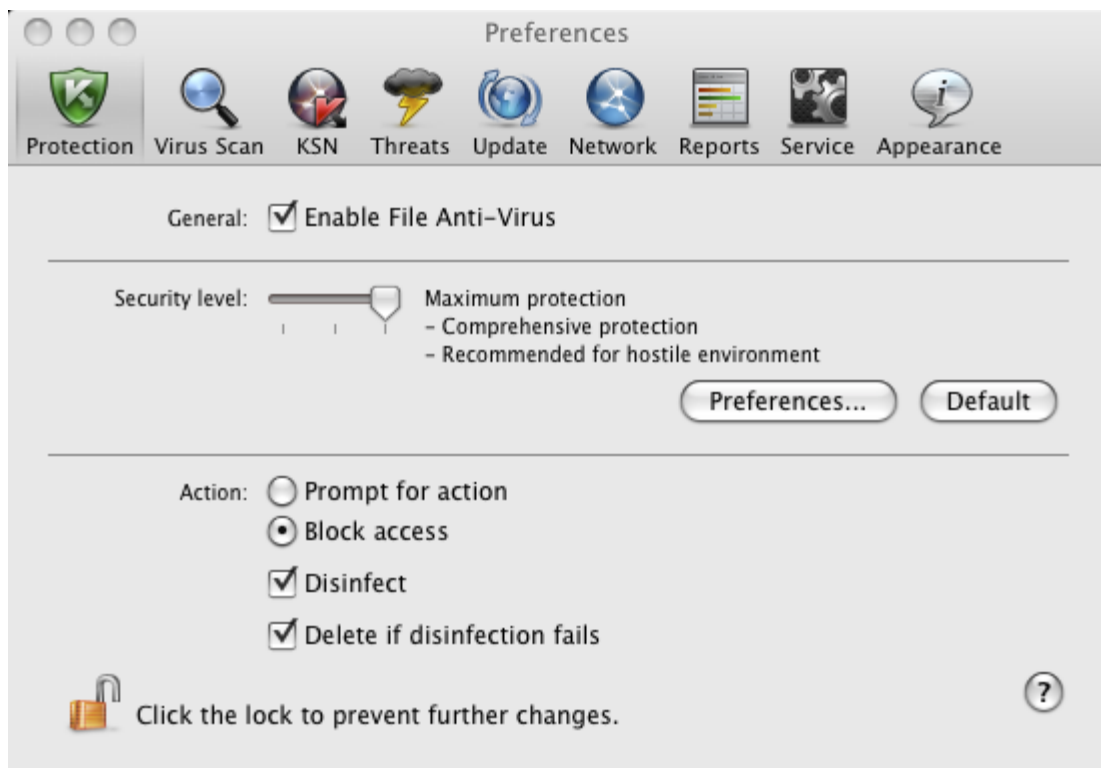 Preferences
Protection Virus Scan KSN Threats Update Network Reports Service Appearance
General: Enable File Anti-Virus
Security level: Maximum protection
- Comprehensive protection
- Recommended for hostile environment
Preferences... Default
Action: Prompt for action
Block access
Disinfect
Delete if disinfection fails
Click the lock to prevent further changes.
?